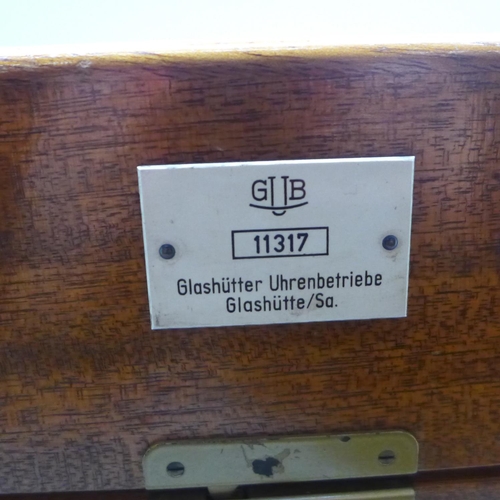 GUB
11317
Glashütter Uhrenbetriebe
Glashütte/Sa.